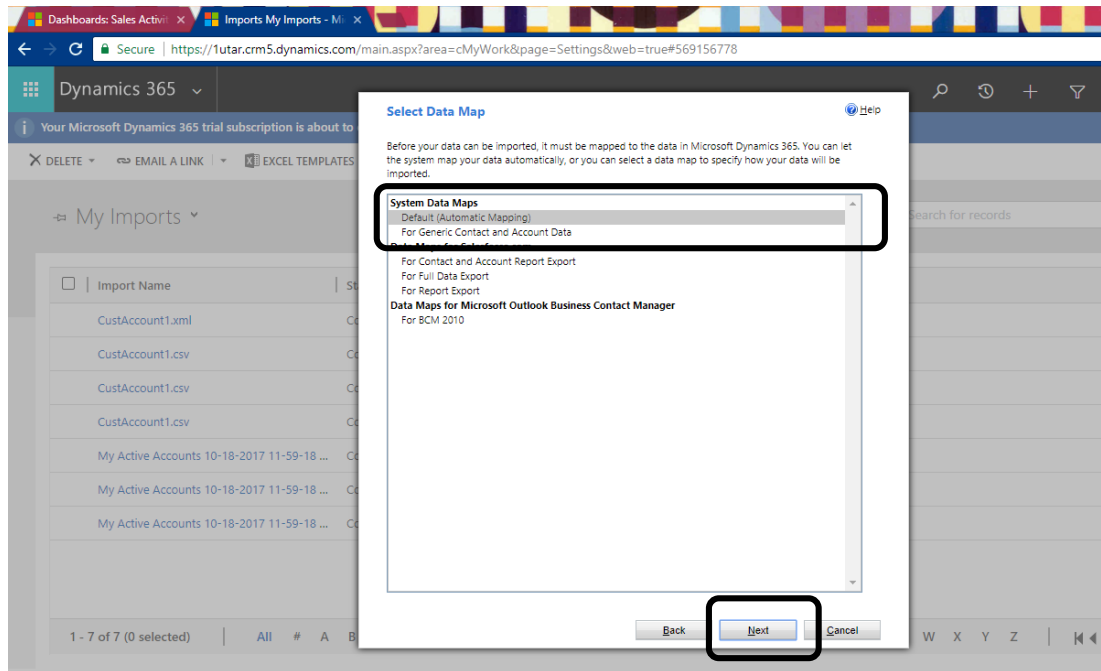 Dashboards: Sales Activit
Imports My Imports - Mi
Secure | https://1utar.crm5.dynamics.com/main.aspx?area=cMyWork&page=Settings&web=true#569156778
Dynamics 365
Your Microsoft Dynamics 365 trial subscription is about to
DELETE
EMAIL A LINK
EXCEL TEMPLATES
My Imports
Search for records
Import Name
CustAccount1.xml
CustAccount1.csv
CustAccount1.csv
CustAccount1.csv
My Active Accounts 10-18-2017 11-59-18 ...
My Active Accounts 10-18-2017 11-59-18 ...
My Active Accounts 10-18-2017 11-59-18 ...
1 - 7 of 7 (0 selected)
All # A B
W X Y Z
Select Data Map
Help
Before your data can be imported, it must be mapped to the data in Microsoft Dynamics 365. You can let
the system map your data automatically, or you can select a data map to specify how your data will be
imported.
System Data Maps
Default (Automatic Mapping)
For Generic Contact and Account Data
Data Maps for Salesforce.com
For Contact and Account Report Export
For Full Data Export
For Report Export
Data Maps for Microsoft Outlook Business Contact Manager
For BCM 2010
Back
Next
Cancel